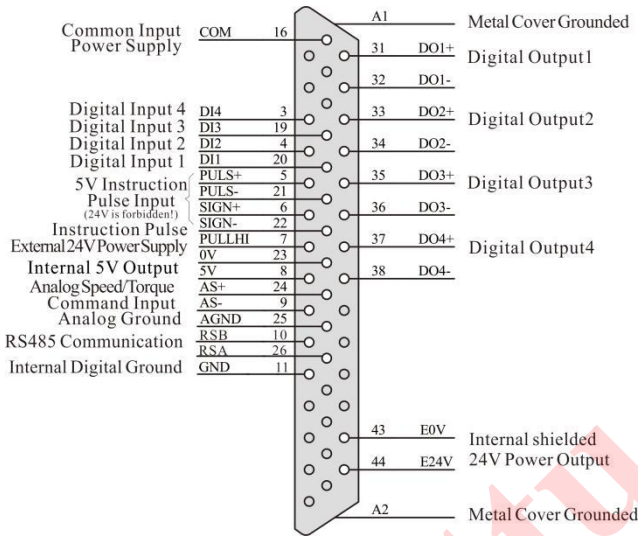 A1 Metal Cover Grounded
Common Input COM 16
Power Supply
31 DO1+ Digital Output1
32 DO1-
Digital Input 4 DI4 3
33 DO2+ Digital Output2
Digital Input 3 DI3 19
Digital Input 2 DI2 4
34 DO2-
Digital Input 1 DI1 20
PULS+ 5
35 DO3+ Digital Output3
5V Instruction
PULS- 21
Pulse Input
SIGN+ 6
36 DO3-
(24V is forbidden!)
SIGN- 22
Instruction Pulse
PULLHI 7
37 DO4+ Digital Output4
External24VPowerSupply
0V 23
Internal 5V Output
5V 8
38 DO4-
Analog Speed/Torque AS+ 24
Command Input AS- 9
Analog Ground AGND 25
RS485 Communication RSB 10
RSA 26
Internal Digital Ground GND 11
43 E0V Internal shielded
44 E24V 24V Power Output
A2 Metal Cover Grounded